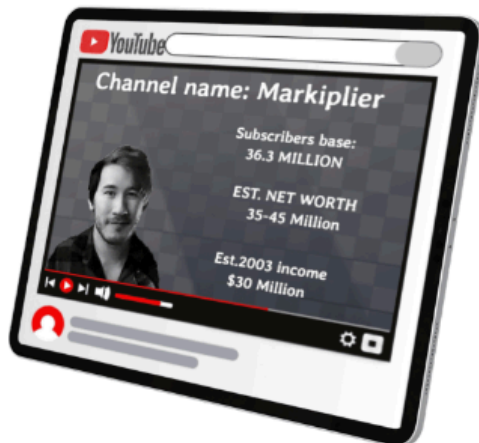 YouTube
Channel name: Markiplier
Subscribers base:
36.3 MILLION
EST. NET WORTH
35-45 Million
Est.2003 income
$30 Million